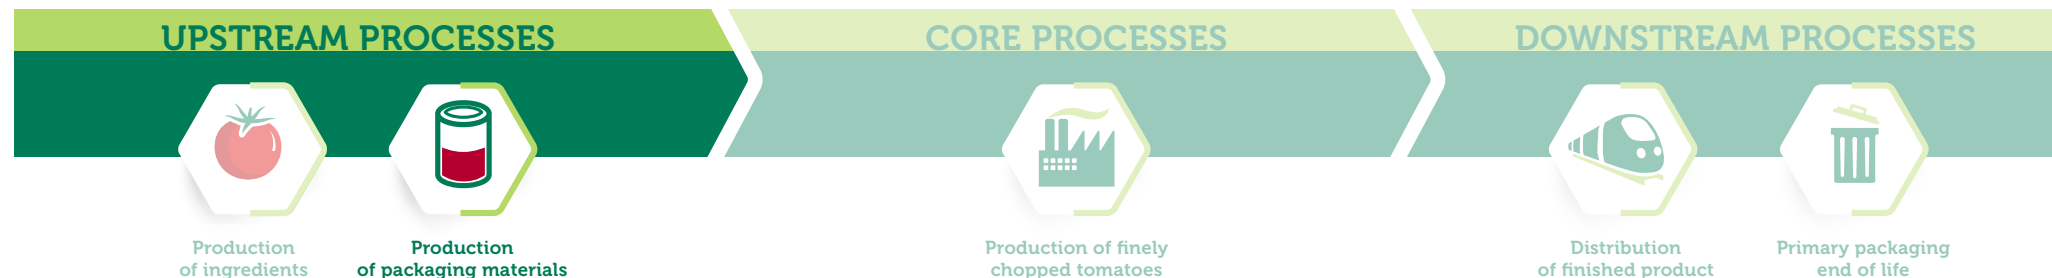 UPSTREAM PROCESSES
CORE PROCESSES
DOWNSTREAM PROCESSES
Production
of ingredients
Production
of packaging materials
Production of finely
chopped tomatoes
Distribution
of finished product
Primary packaging
end of life